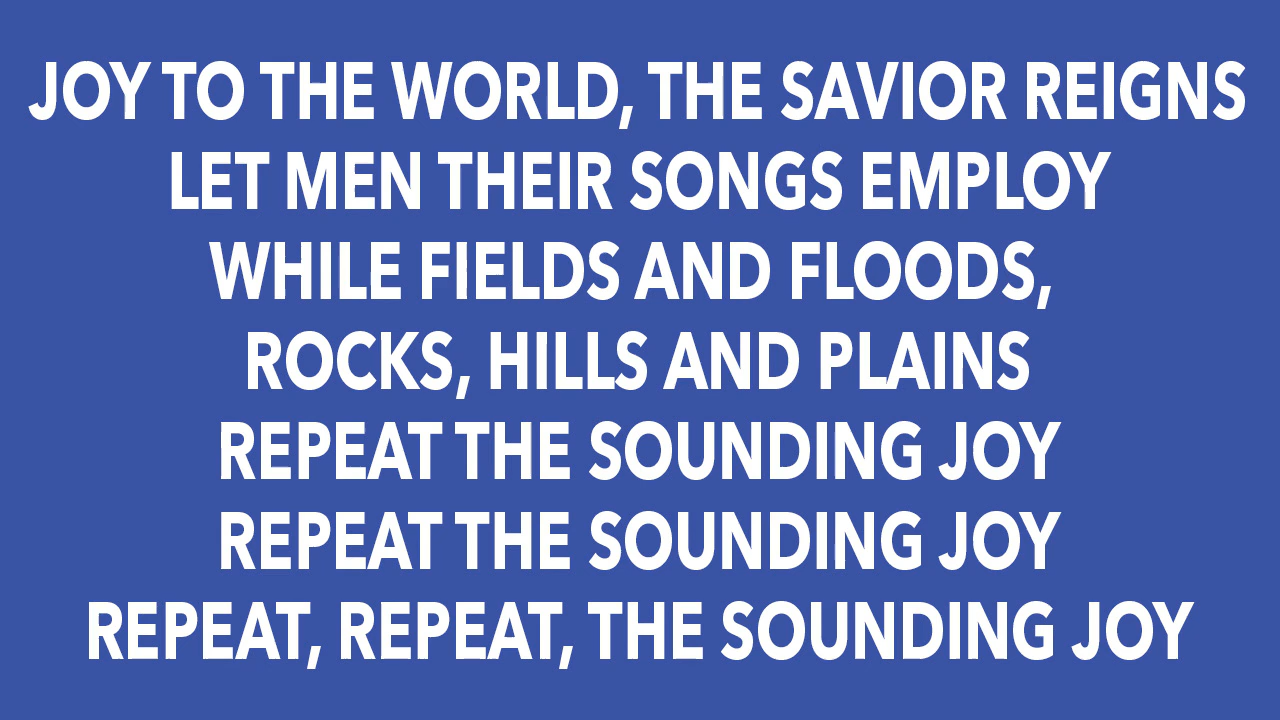 JOY TO THE WORLD, THE SAVIOR REIGNS
LET MEN THEIR SONGS EMPLOY
WHILE FIELDS AND FLOODS,
ROCKS, HILLS AND PLAINS
REPEAT THE SOUNDING JOY
REPEAT THE SOUNDING JOY
REPEAT, REPEAT, THE SOUNDING JOY